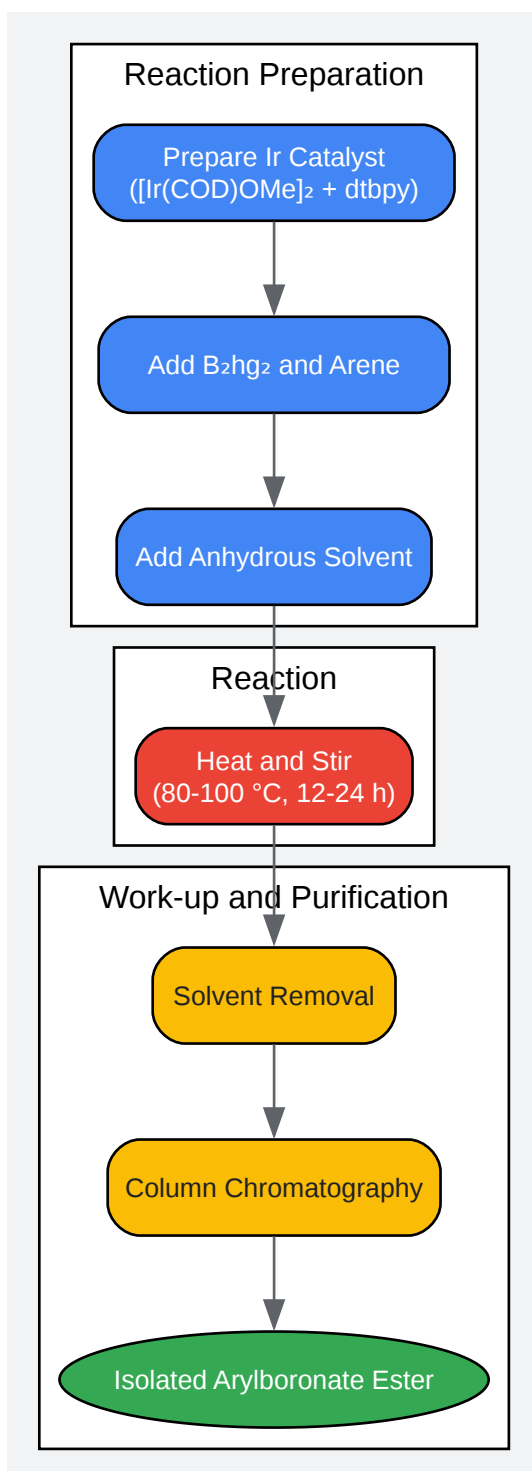 Reaction Preparation
Prepare Ir Catalyst
([Ir(COD)OMe]₂ + dtbpy)
Add B₂hg₂ and Arene
Add Anhydrous Solvent
Reaction
Heat and Stir
(80-100 °C, 12-24 h)
Work-up and Purification
Solvent Removal
Column Chromatography
Isolated Arylboronate Ester